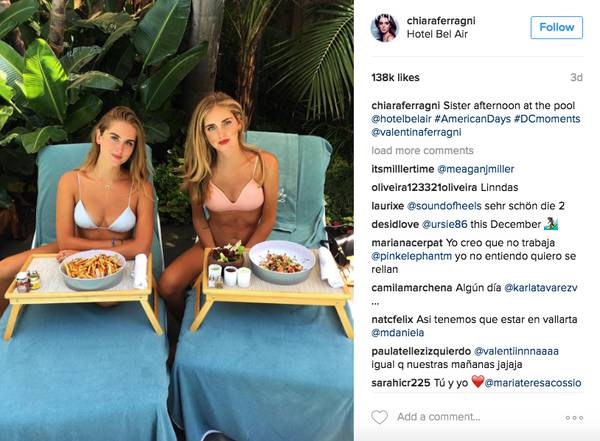 chiaraferragni
Hotel Bel Air
Follow
138k likes
3d
chiaraferragni Sister afternoon at the pool
@hotelbelair #AmericanDays #DCmoments
@valentinaferragni
load more comments
itsmilllertime @meaganjmiller
oliveira123321oliveira Linndas
laurixe @soundofheels sehr schön die 2
desidlove @ursie86 this December
marianacerpat Yo creo que no trabaja
@pinkelephantm yo no entiendo quiero se
rellan
camilamarchena Algún día @karlatavarezv
...
natcfelix Asi tenemos que estar en vallarta
@mdaniela
paulatellezizquierdo @valentiinnnaaaa
igual q nuestras mañanas jajaja
sarahicr225 Tú y yo ❤️@mariateresacossio
Add a comment...